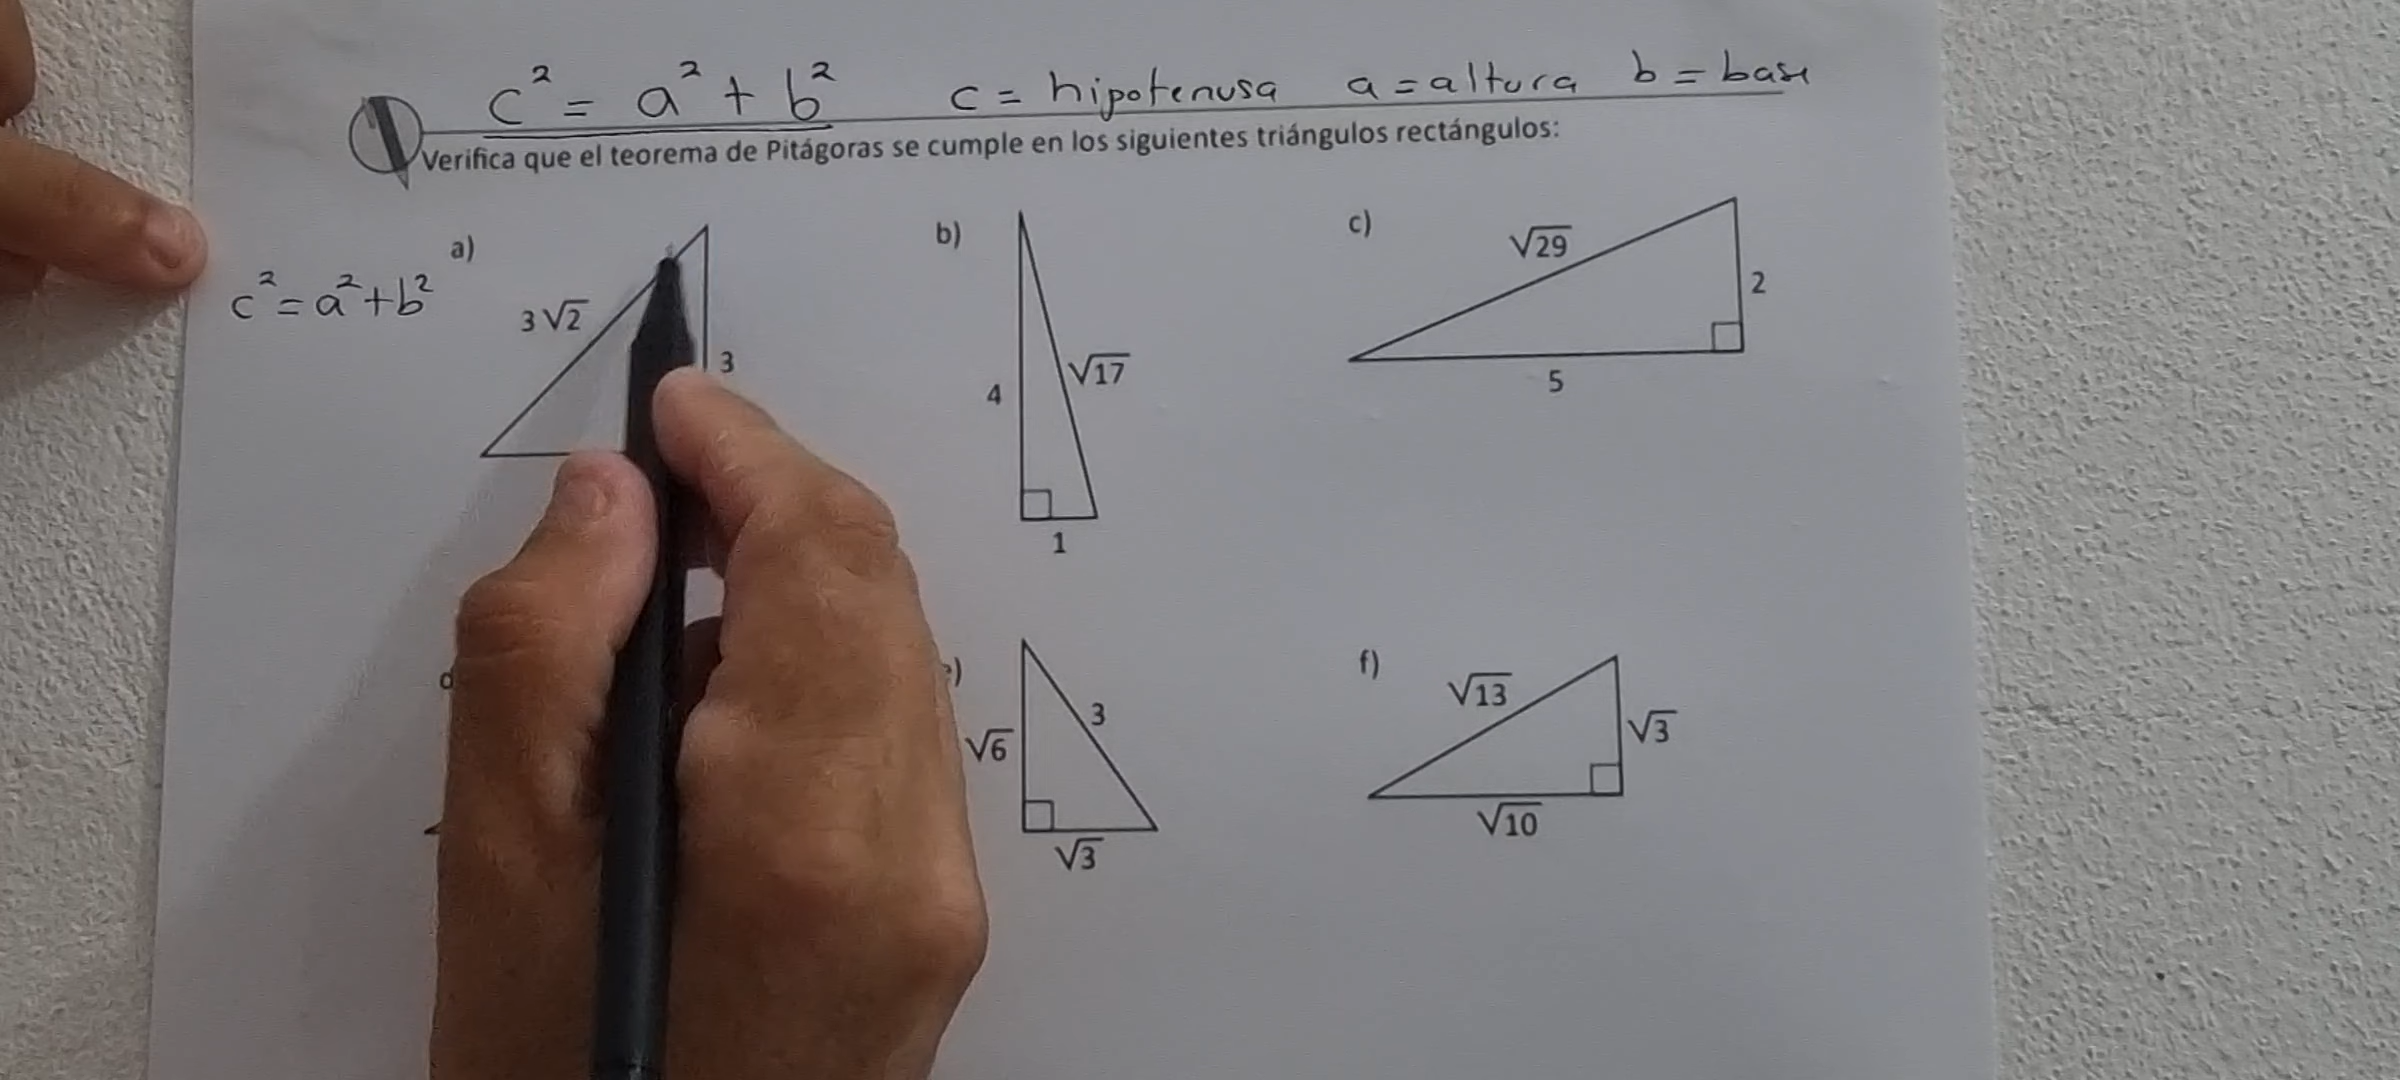 c² = a² + b² c = hipotenusa a = altura b = base
Verifica que el teorema de Pitágoras se cumple en los siguientes triángulos rectángulos:
a)
c² = a² + b²
3√2
3
b)
4
√17
1
c)
√29
2
5
d
e)
√6
3
√3
f)
√13
√3
√10